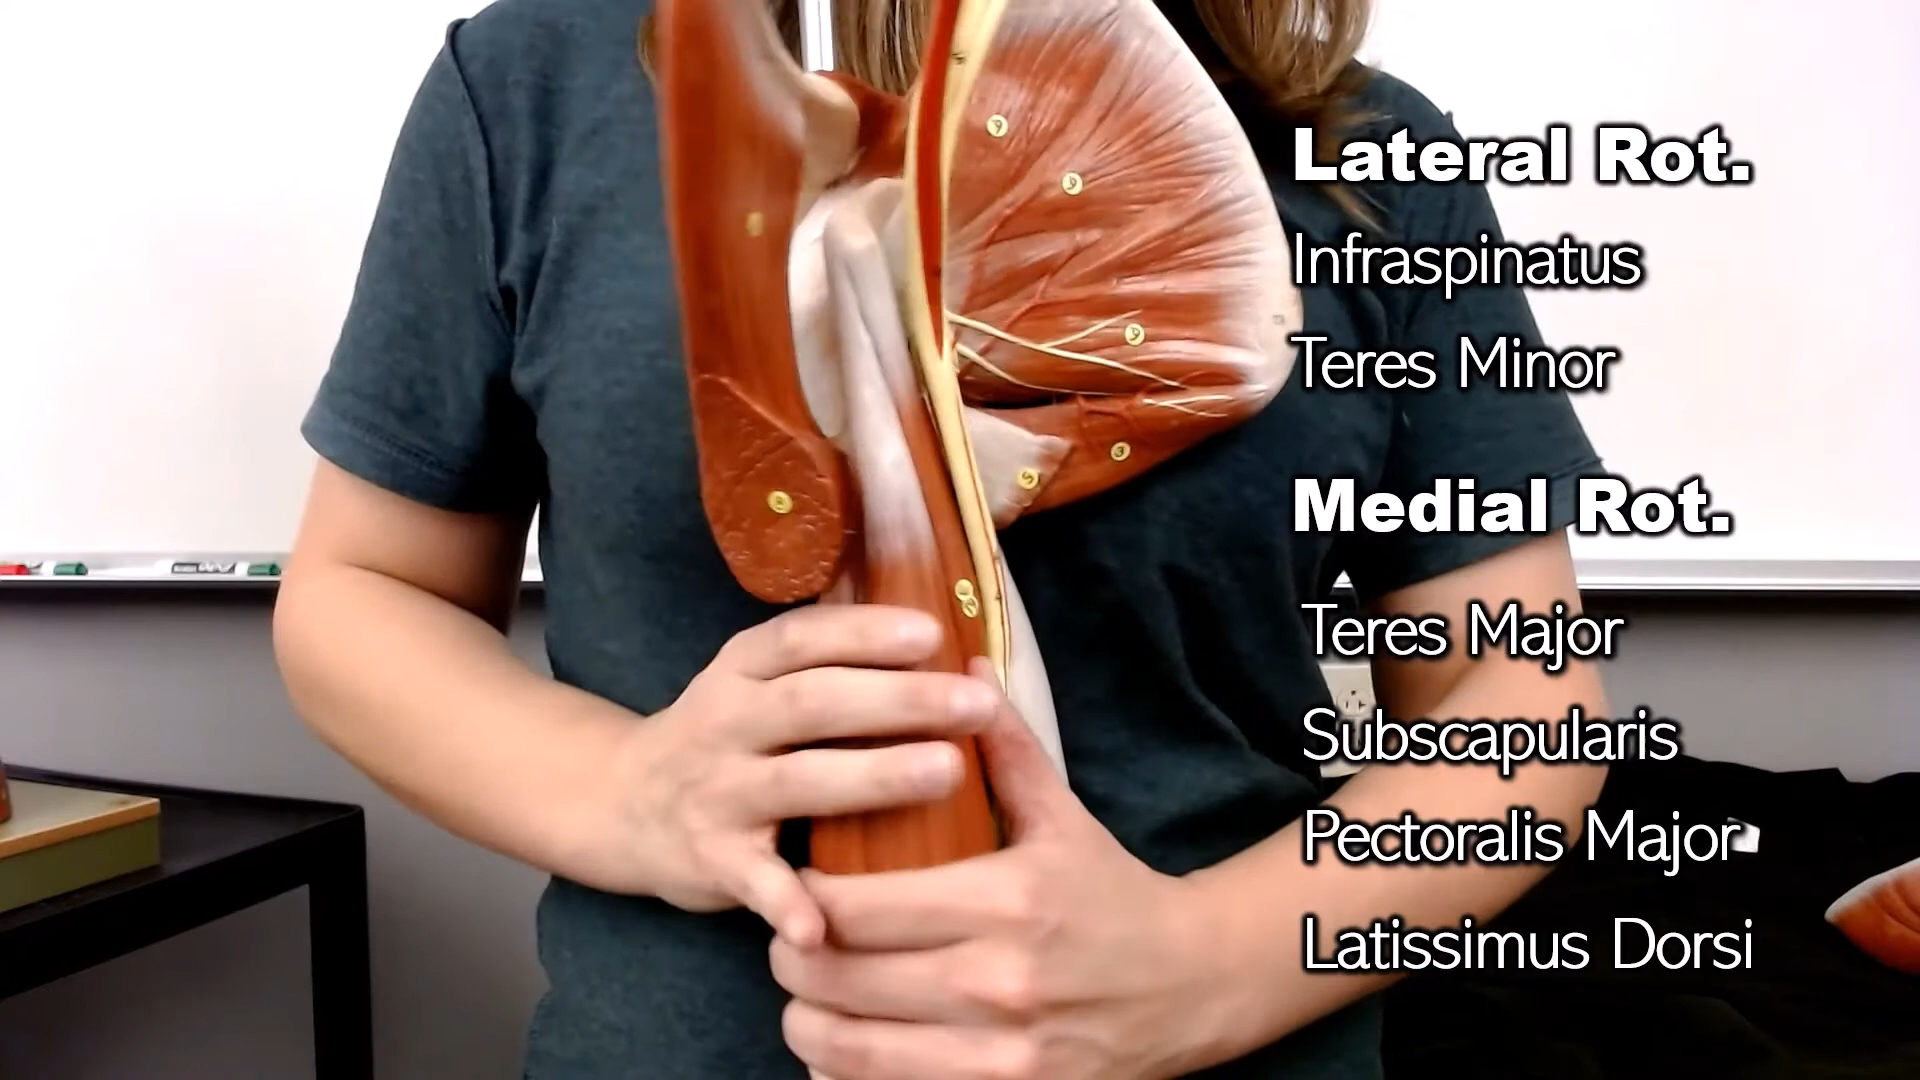 Lateral Rot.
Infraspinatus
Teres Minor
Medial Rot.
Teres Major
Subscapularis
Pectoralis Major
Latissimus Dorsi